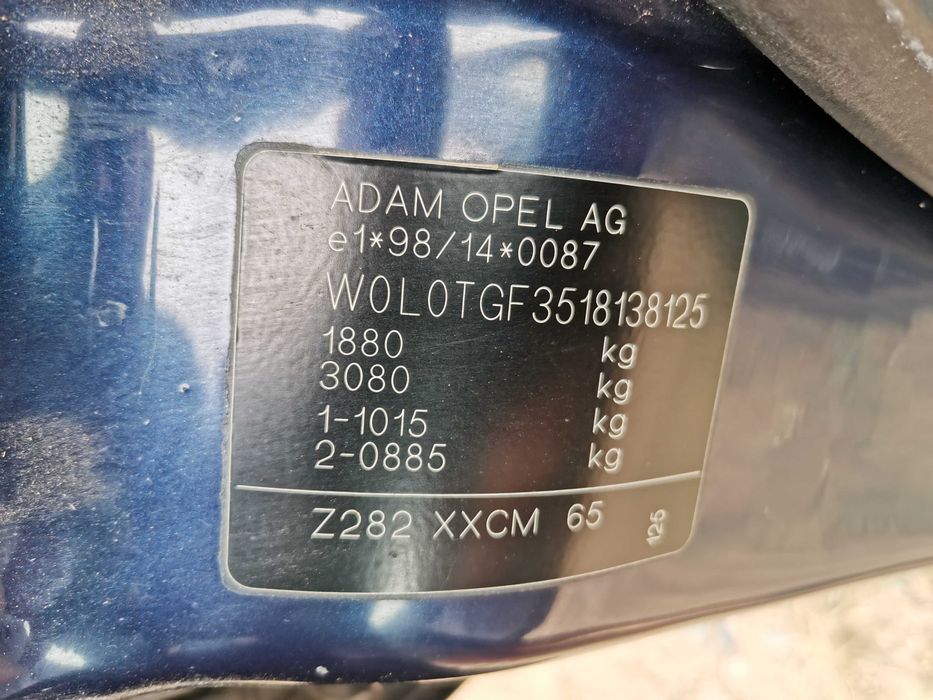 ADAM OPEL AG
e1*98/14*0087
W0L0TGF3518138125
1880 kg
3080 kg
1-1015 kg
2-0885 kg
Z282 XXCM 65 125